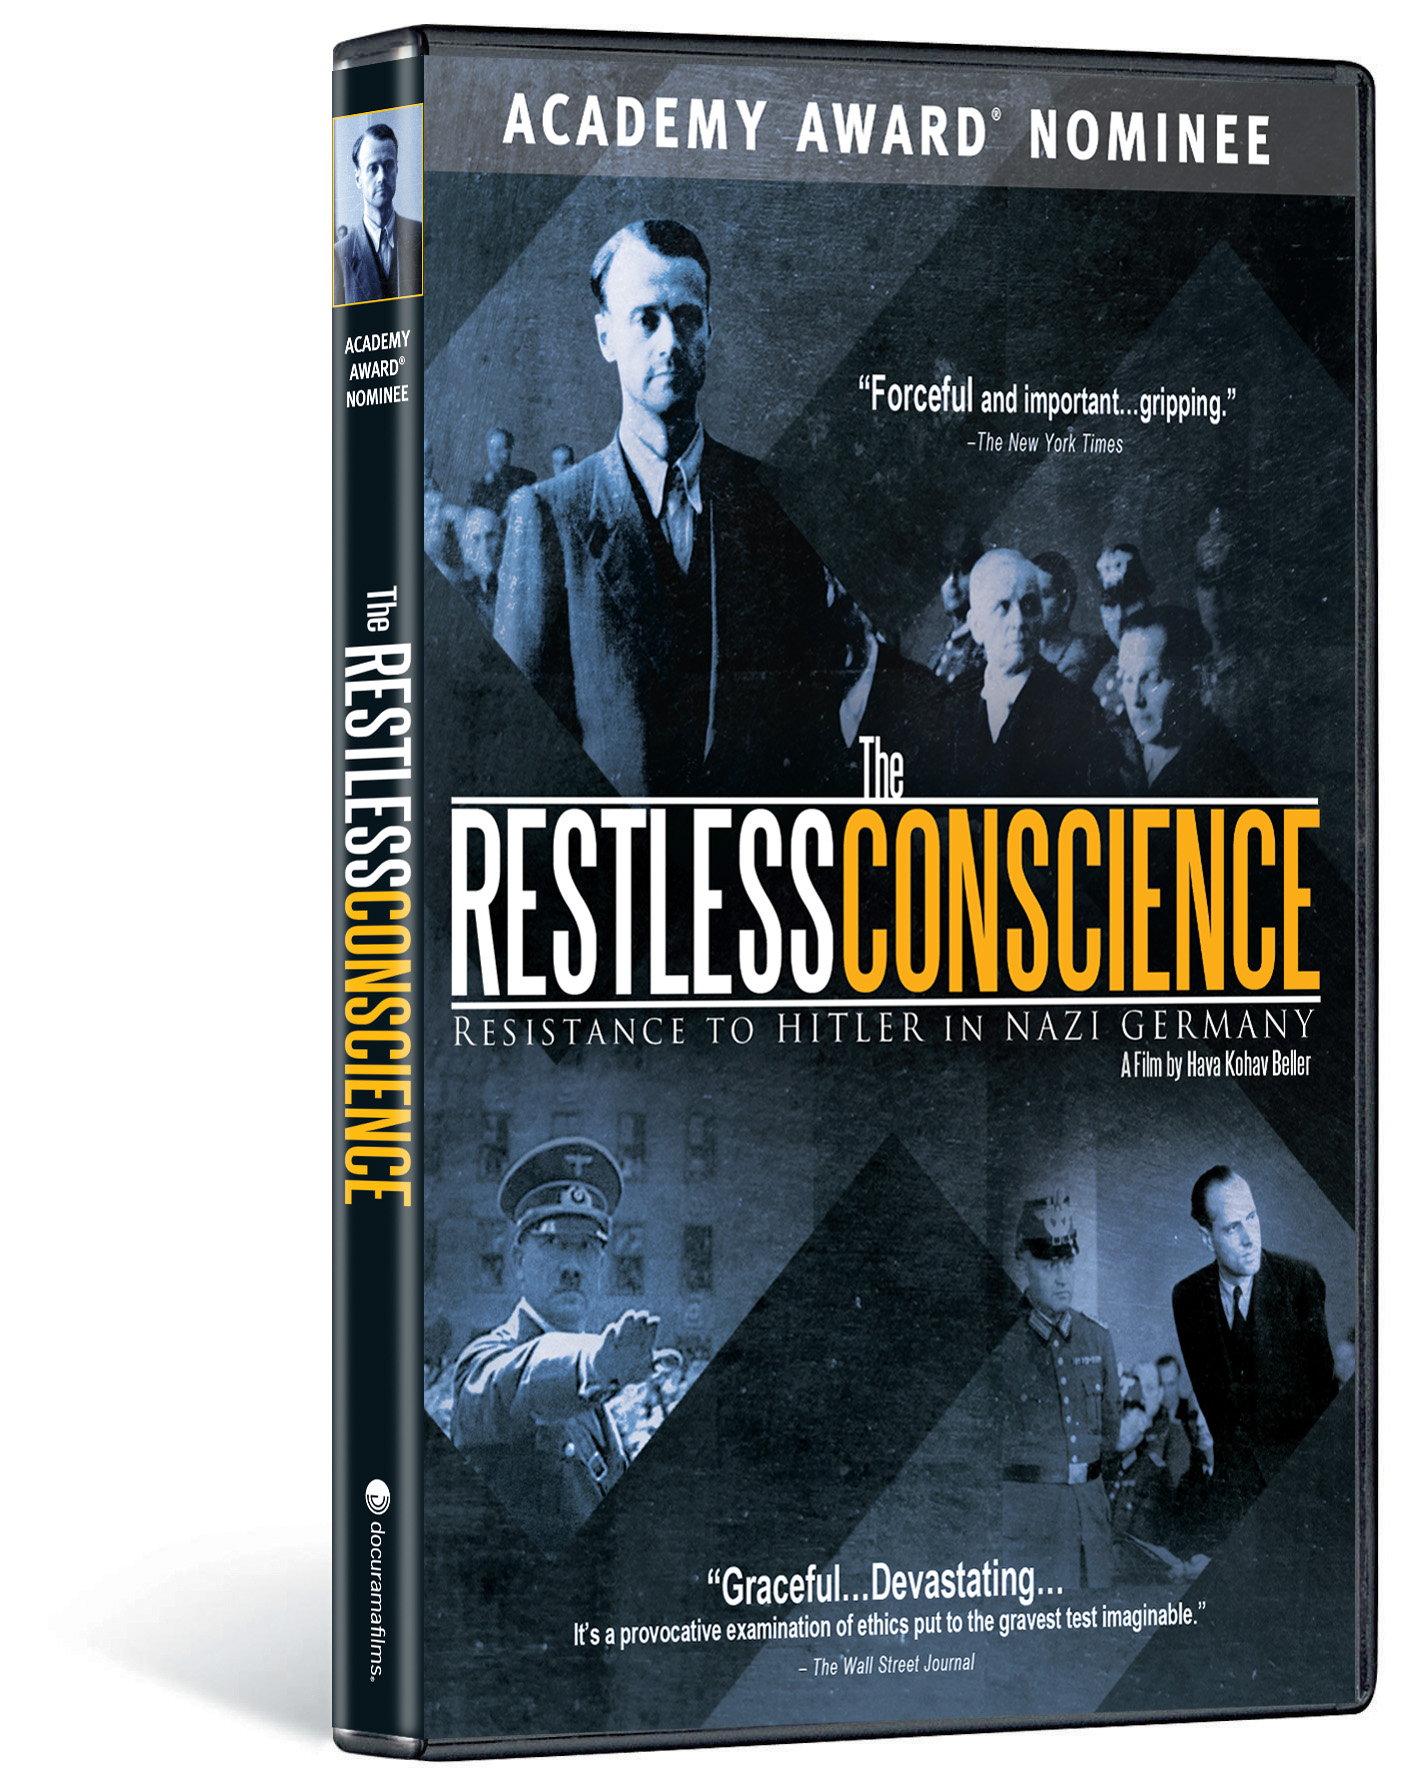 ACADEMY AWARD® NOMINEE
"Forceful and important...gripping."
–The New York Times
The
RESTLESSCONSCIENCE
RESISTANCE TO HITLER IN NAZI GERMANY
A Film by Hava Kohav Beller
"Graceful...Devastating...
It's a provocative examination of ethics put to the gravest test imaginable."
– The Wall Street Journal
ACADEMY
AWARD®
NOMINEE
The RESTLESSCONSCIENCE
docuramafilms.